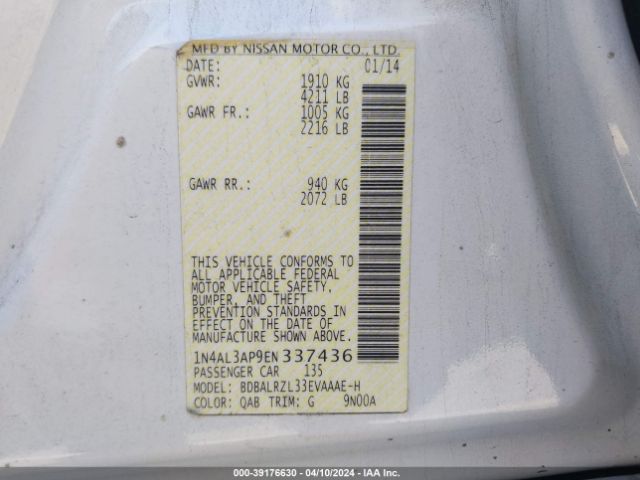 MFD BY NISSAN MOTOR CO., LTD.
DATE: 01/14
GVWR: 1910 KG
4211 LB
GAWR FR.: 1005 KG
2216 LB
GAWR RR.: 940 KG
2072 LB
THIS VEHICLE CONFORMS TO
ALL APPLICABLE FEDERAL
MOTOR VEHICLE SAFETY,
BUMPER, AND THEFT
PREVENTION STANDARDS IN
EFFECT ON THE DATE OF
MANUFACTURE SHOWN ABOVE.
1N4AL3AP9EN 337436
PASSENGER CAR 135
MODEL: BDBALRZL33EVAAAE-H
COLOR: QAB TRIM: G 9N00A
000-39176630 - 04/10/2024 - IAA Inc.